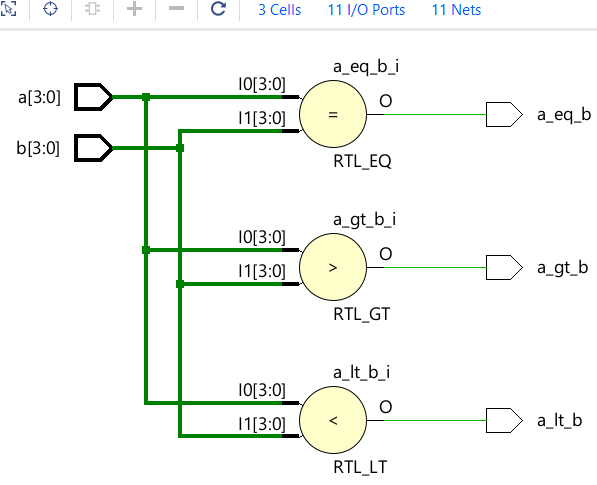 3 Cells 11 I/O Ports 11 Nets
a_eq_b_i
a[3:0] I0[3:0] = O a_eq_b
b[3:0] I1[3:0]
RTL_EQ
a_gt_b_i
I0[3:0] > O a_gt_b
I1[3:0]
RTL_GT
a_lt_b_i
I0[3:0] < O a_lt_b
I1[3:0]
RTL_LT